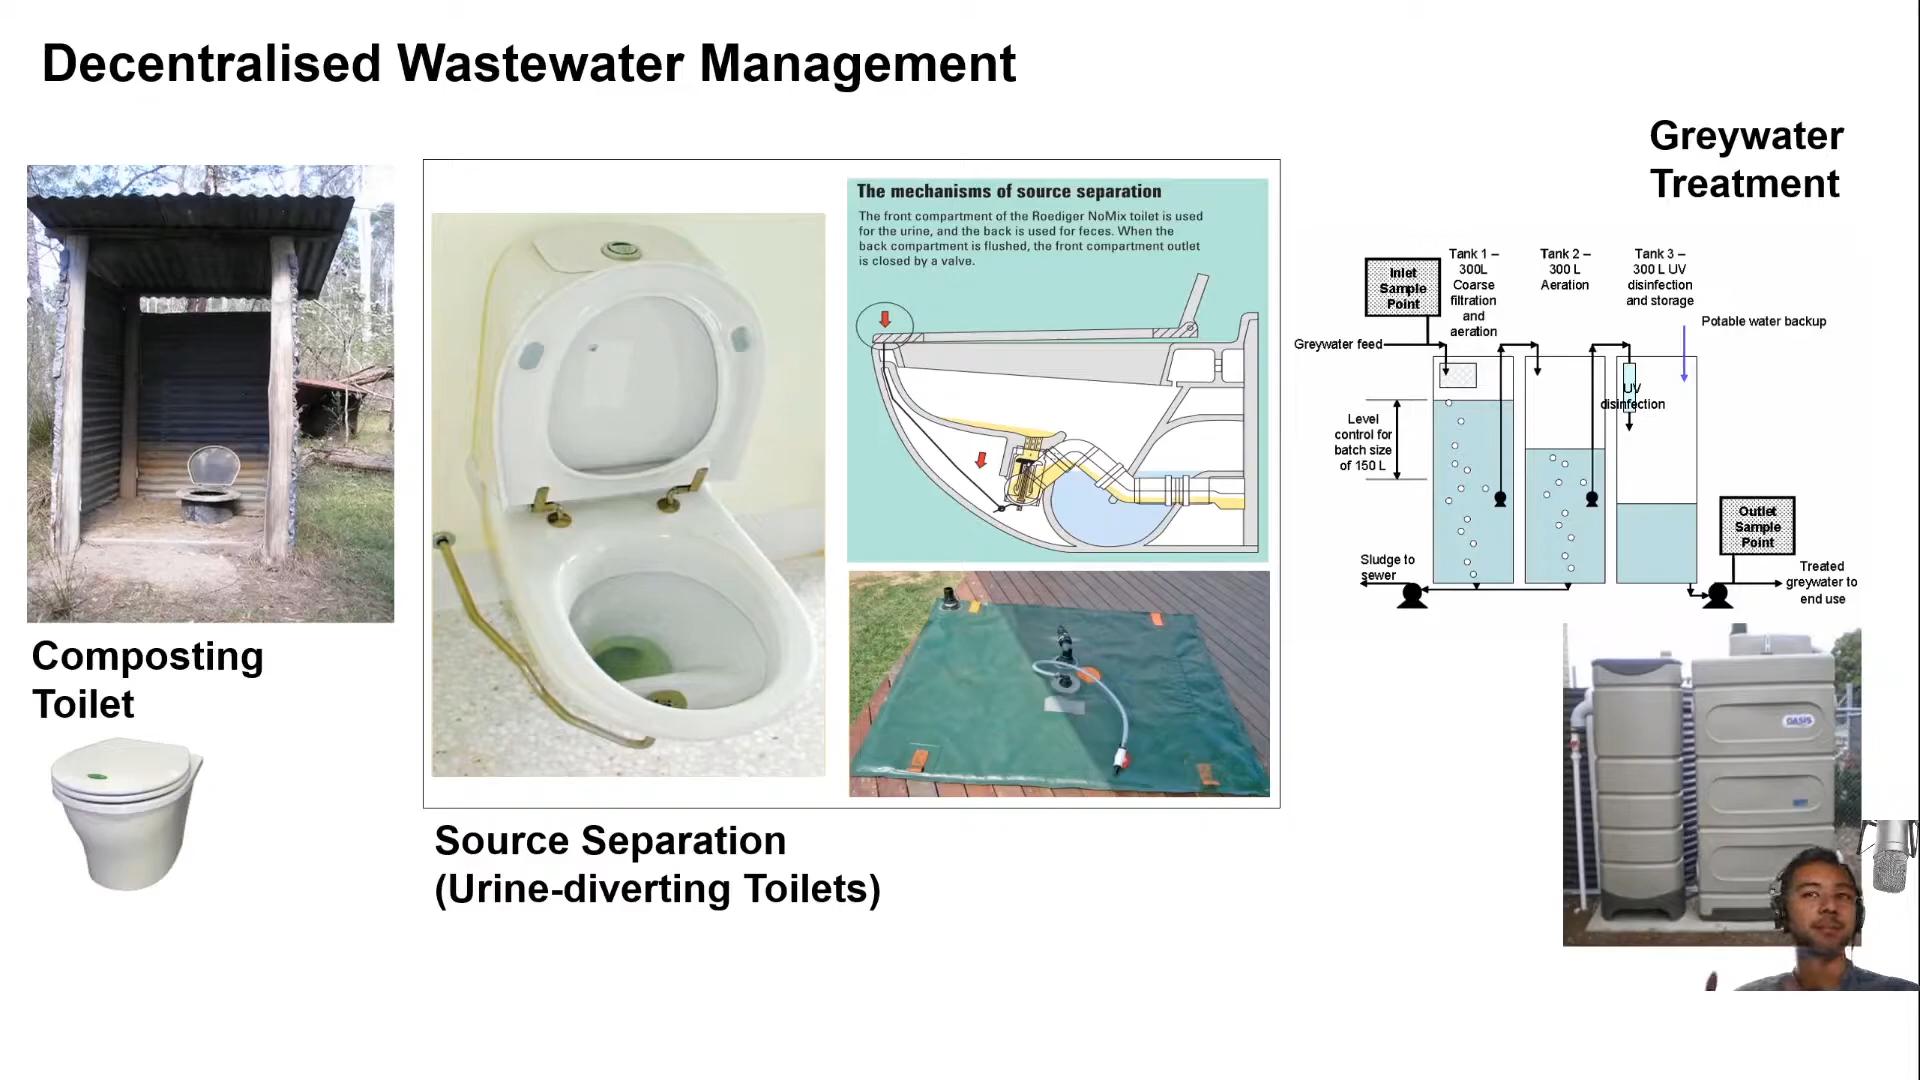 Decentralised Wastewater Management
Composting
Toilet
The mechanisms of source separation
The front compartment of the Roediger NoMix toilet is used
for the urine, and the back is used for feces. When the
back compartment is flushed, the front compartment outlet
is closed by a valve.
Source Separation
(Urine-diverting Toilets)
Greywater
Treatment
Inlet
Sample
Point
Tank 1 –
300L
Coarse
filtration
and
aeration
Tank 2 –
300 L
Aeration
Tank 3 –
300 L UV
disinfection
and storage
Potable water backup
Greywater feed
UV
disinfection
Level
control for
batch size
of 150 L
Outlet
Sample
Point
Sludge to
sewer
Treated
greywater to
end use
OASIS